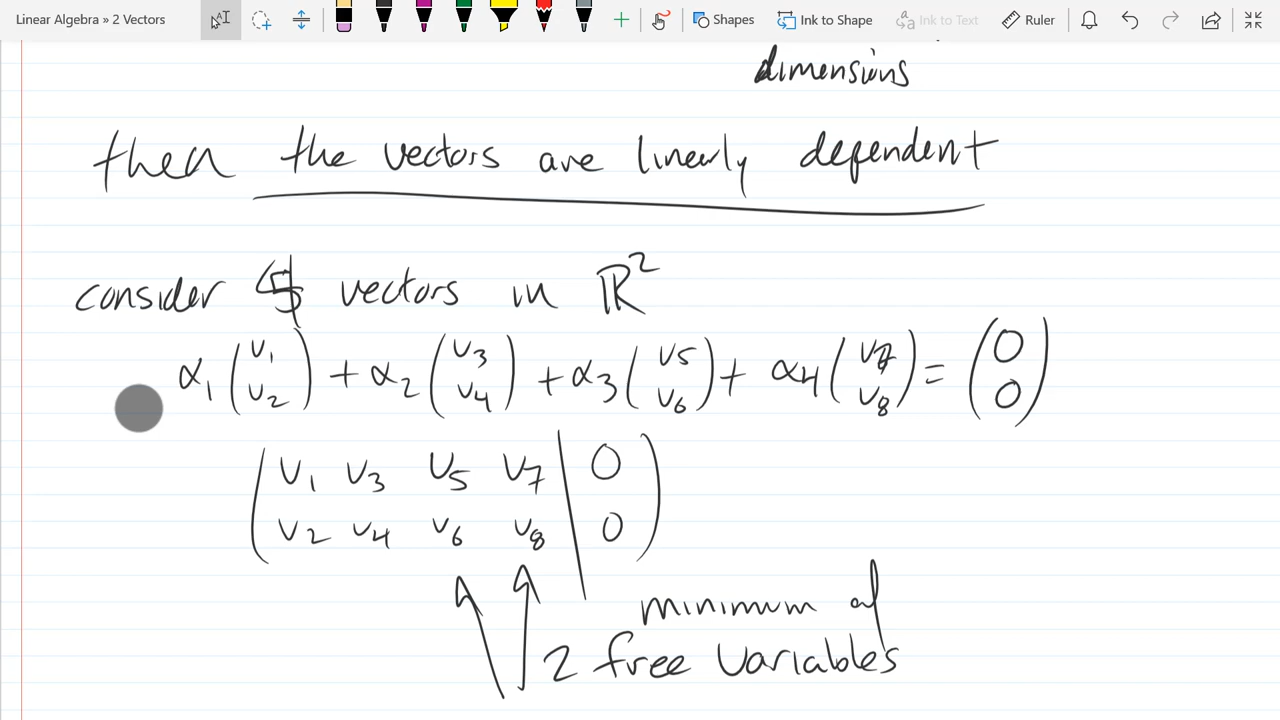 Linear Algebra » 2 Vectors
Shapes Ink to Shape Ink to Text Ruler
dimensions
then the vectors are linearly dependent
consider vectors in ℝ²
α₁(v₁ v₂) + α₂(v₃ v₄) + α₃(v₅ v₆) + α₄(v₇ v₈) = (0 0)
v₁ v₃ v₅ v₇ | 0
v₂ v₄ v₆ v₈ | 0
minimum of
2 free variables